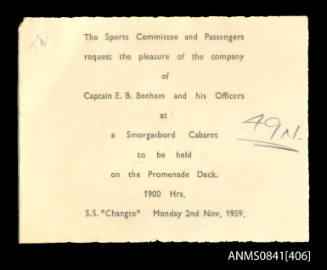 The Sports Committee and Passengers
request the pleasure of the company
of
Captain E. B. Beeham and his Officers
at
a Smorgasbord Cabaret
to be held
on the Promenade Deck.
1900 Hrs,
S.S. "Changte" Monday 2nd Nov, 1959,
49N.
ANMS0841[406]